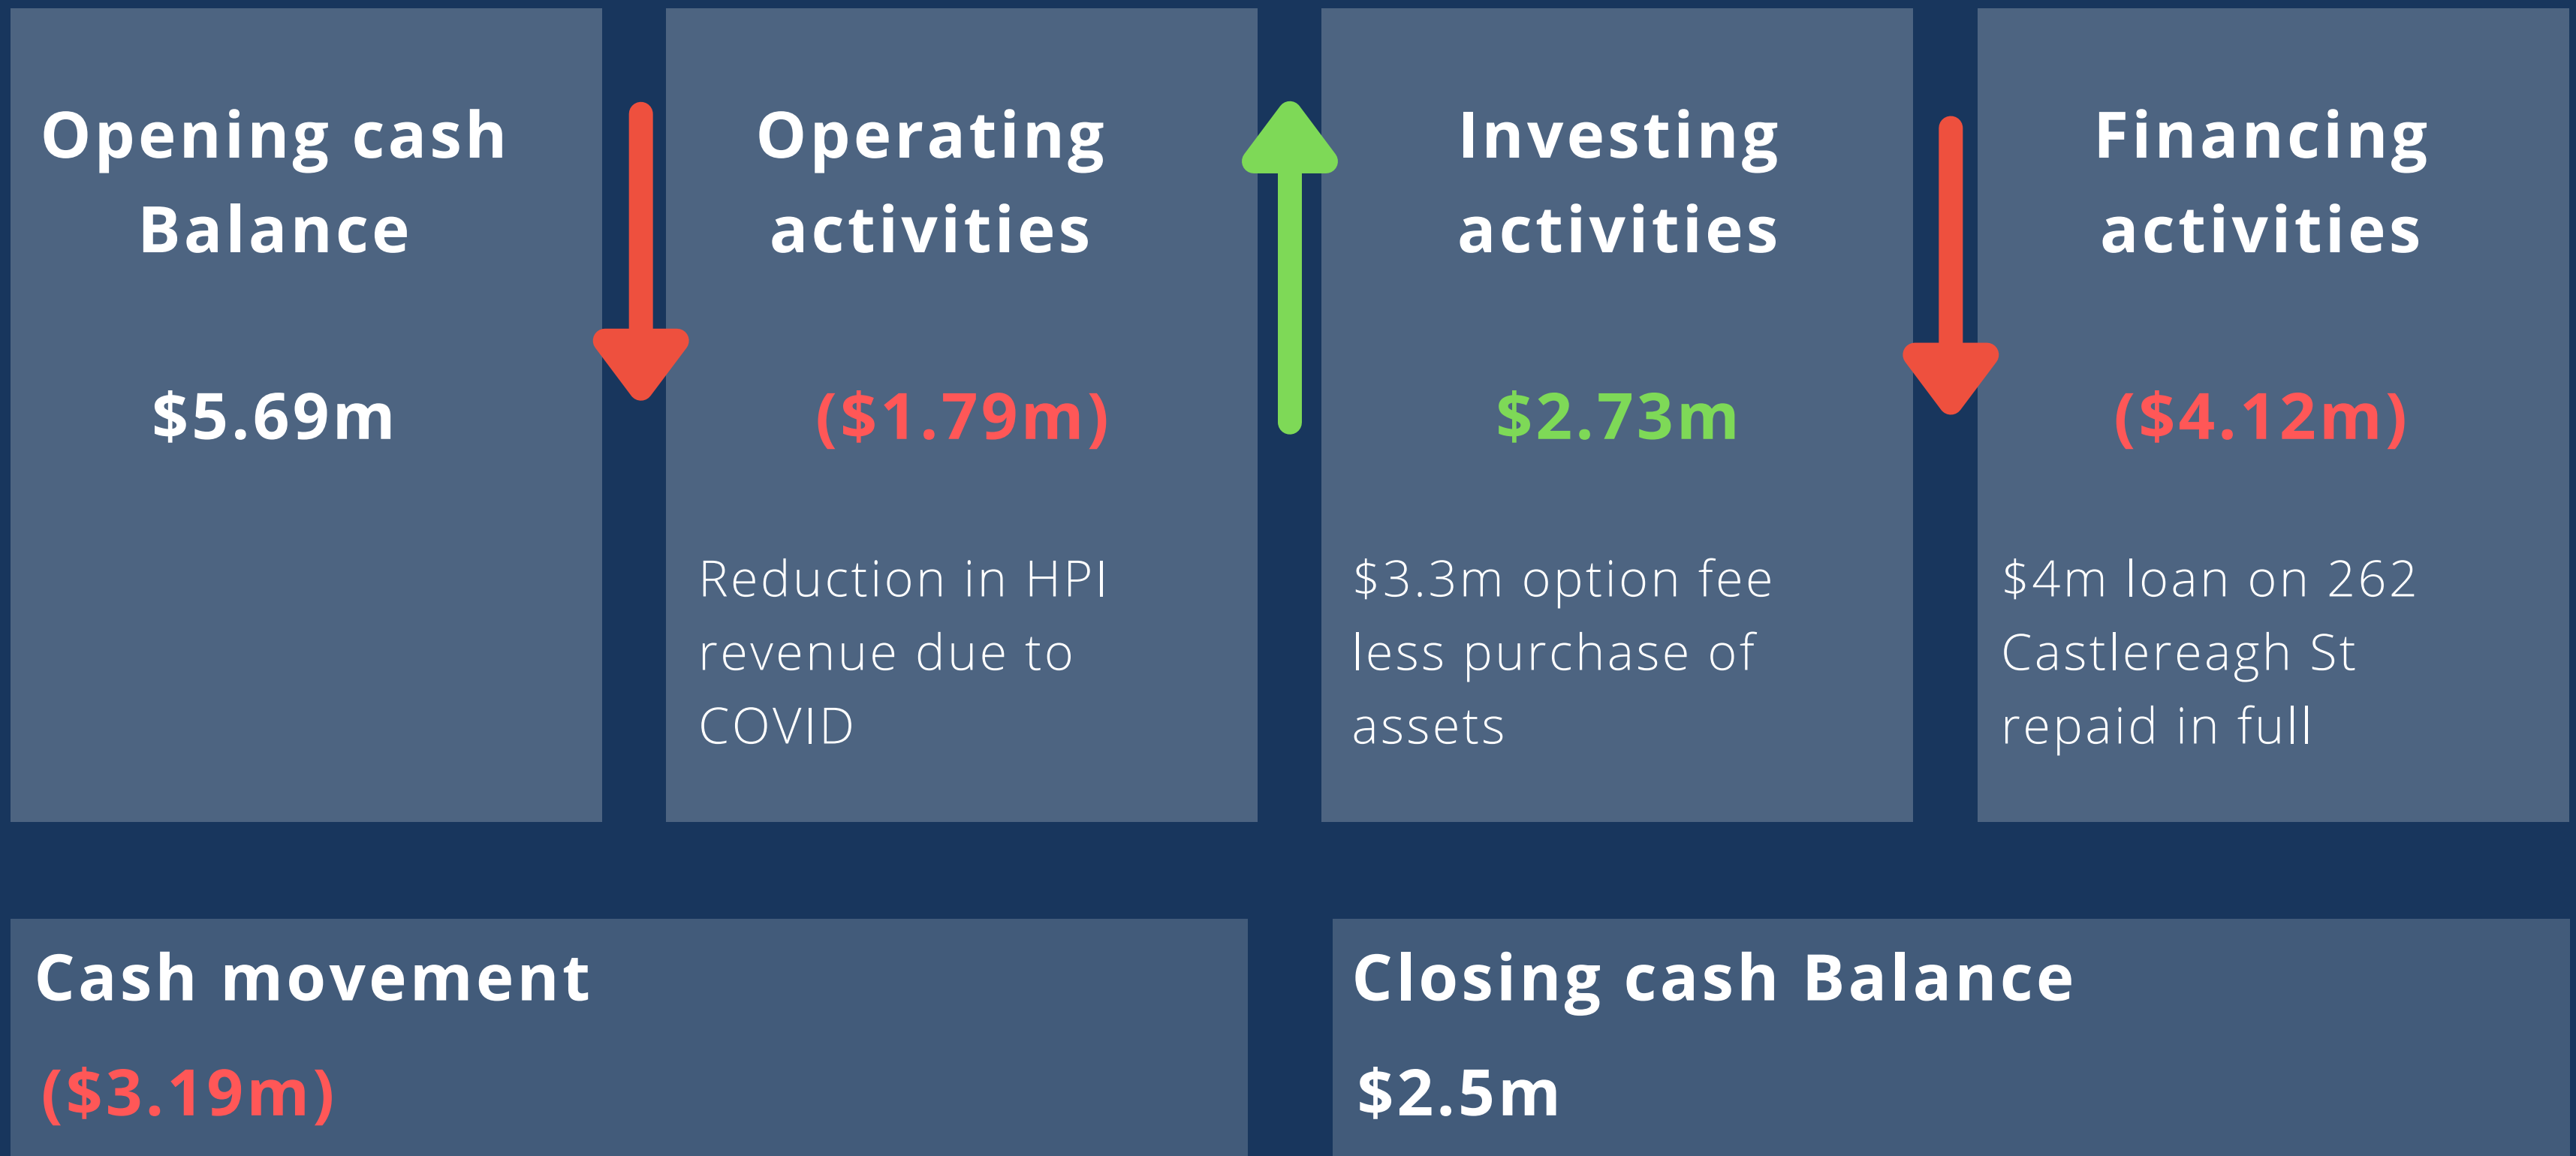 Opening cash
Balance
$5.69m
Operating
activities
($1.79m)
Reduction in HPI
revenue due to
COVID
Investing
activities
$2.73m
$3.3m option fee
less purchase of
assets
Financing
activities
($4.12m)
$4m loan on 262
Castlereagh St
repaid in full
Cash movement
($3.19m)
Closing cash Balance
$2.5m